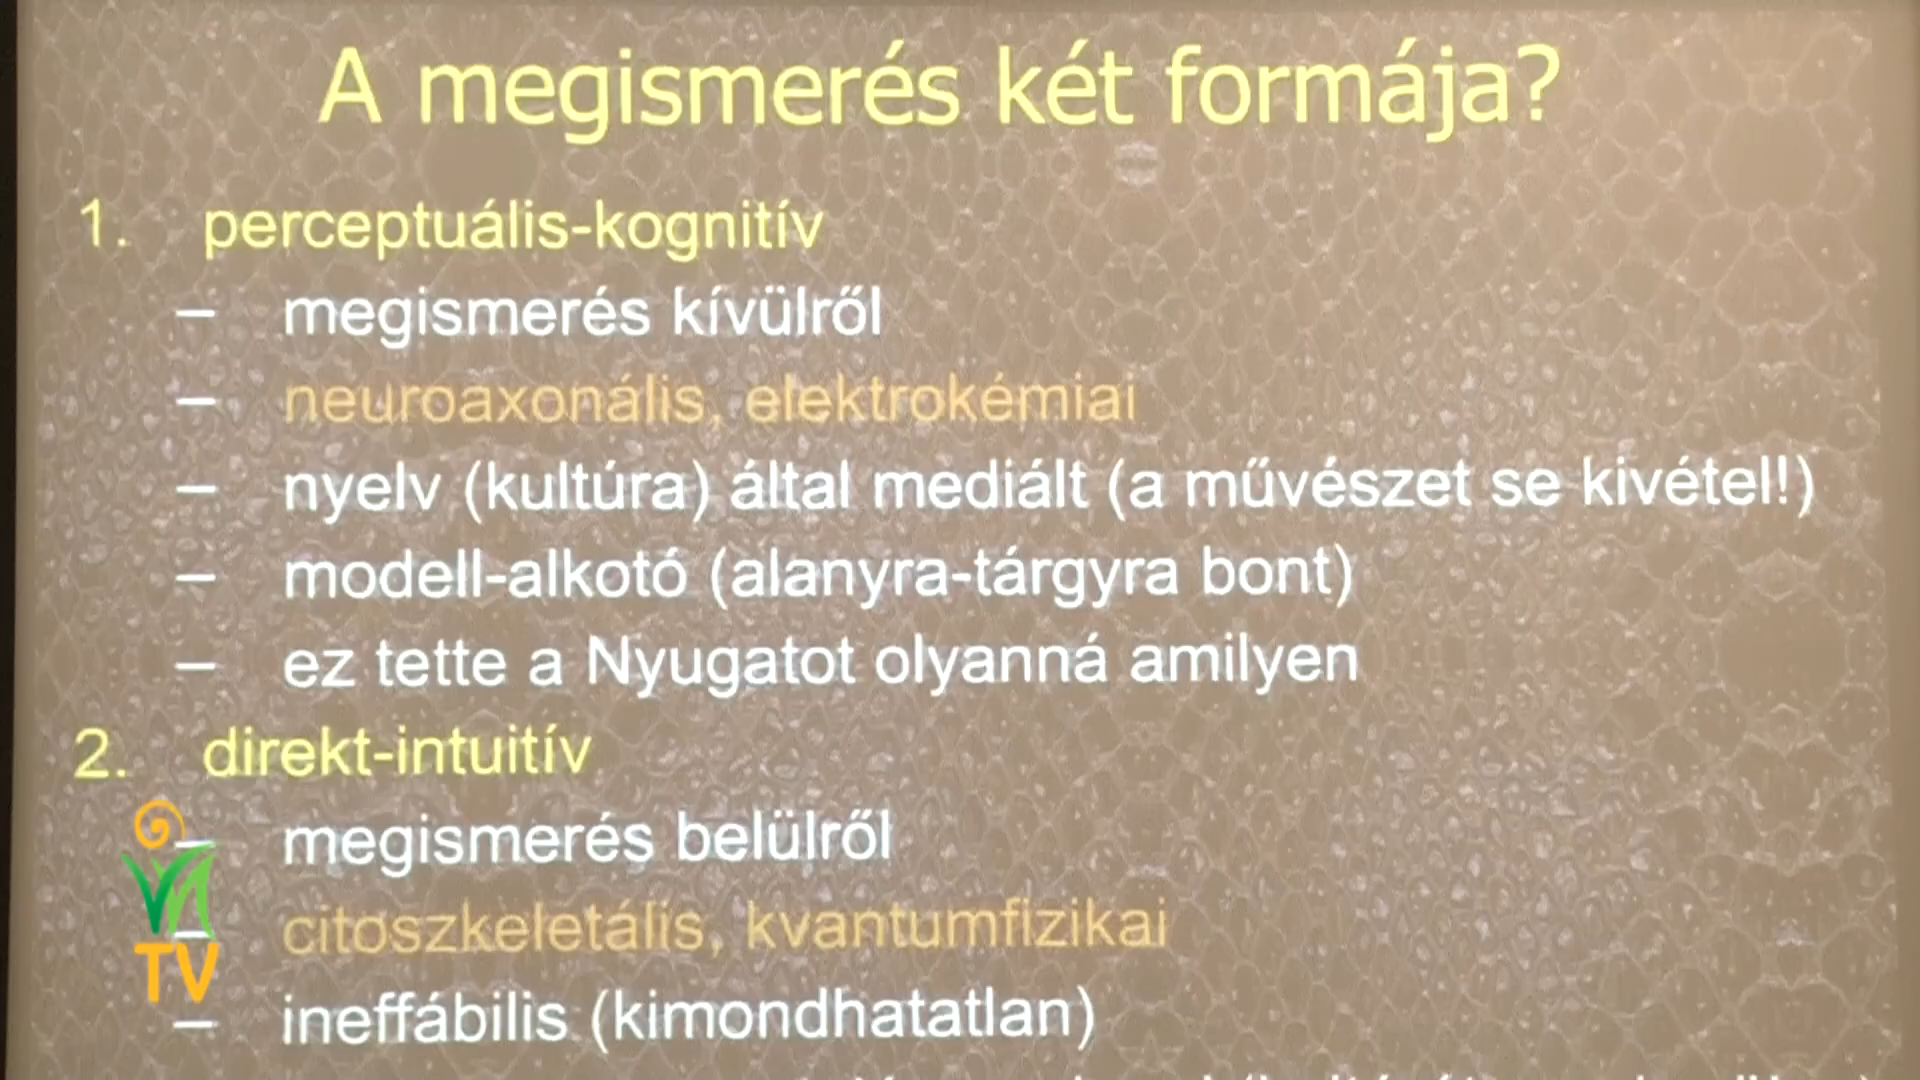 A megismerés két formája?
1. perceptuális-kognitív
– megismerés kívülről
– neuroaxonális, elektrokémiai
– nyelv (kultúra) által mediált (a művészet se kivétel!)
– modell-alkotó (alanyra-tárgyra bont)
– ez tette a Nyugatot olyanná amilyen
2. direkt-intuitív
– megismerés belülről
– citoszkeletális, kvantumfizikai
– ineffábilis (kimondhatatlan)
TV